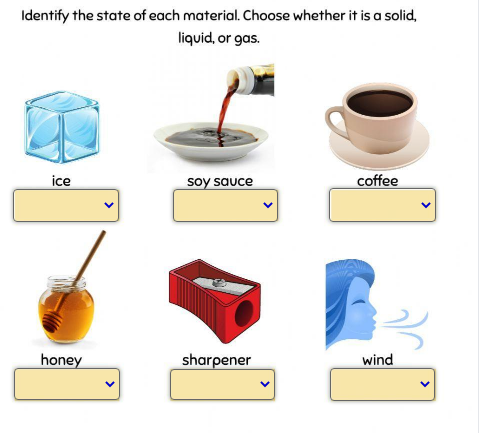 Identify the state of each material. Choose whether it is a solid,
liquid, or gas.
ice
soy sauce
coffee
honey
sharpener
wind